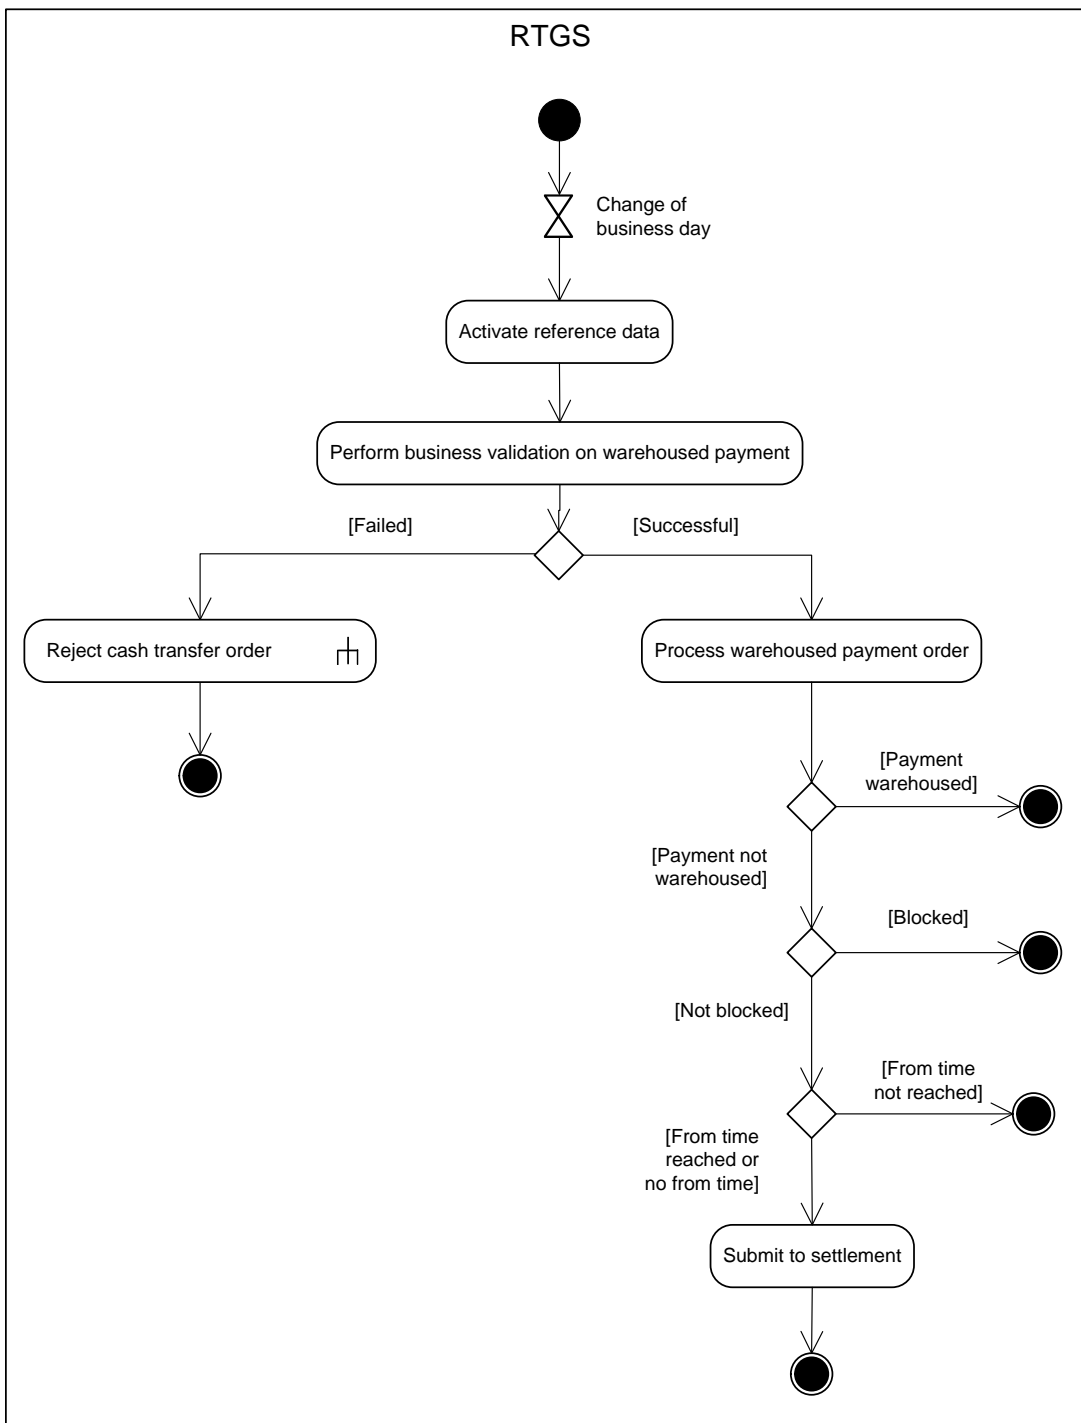 RTGS
Change of
business day
Activate reference data
Perform business validation on warehoused payment
[Failed]
[Successful]
Reject cash transfer order
Process warehoused payment order
[Payment
warehoused]
[Payment not
warehoused]
[Blocked]
[Not blocked]
[From time
not reached]
[From time
reached or
no from time]
Submit to settlement